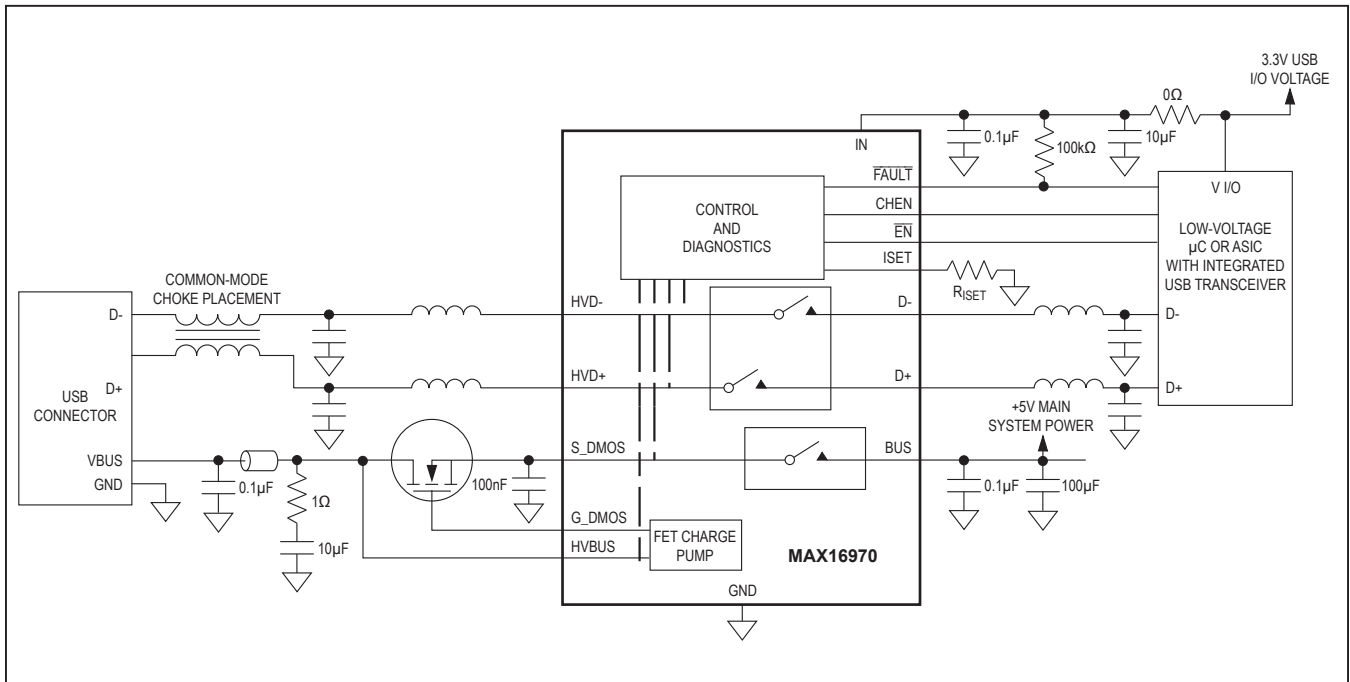 3.3V USB
I/O VOLTAGE
0Ω
0.1µF
100kΩ
10µF
IN
FAULT
CHEN
EN
ISET
RISET
V I/O
LOW-VOLTAGE
µC OR ASIC
WITH INTEGRATED
USB TRANSCEIVER
D-
D+
CONTROL
AND
DIAGNOSTICS
COMMON-MODE
CHOKE PLACEMENT
D-
D+
USB
CONNECTOR
VBUS
GND
HVD-
D-
HVD+
D+
+5V MAIN
SYSTEM POWER
S_DMOS
BUS
0.1µF
1Ω
10µF
100nF
0.1µF
100µF
G_DMOS
HVBUS
FET CHARGE
PUMP
MAX16970
GND